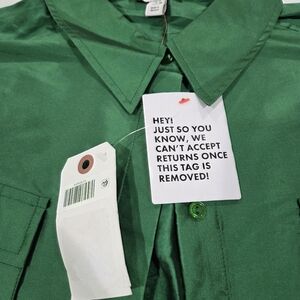 HEY!
JUST SO YOU
KNOW, WE
CAN'T ACCEPT
RETURNS ONCE
THIS TAG IS
REMOVED!